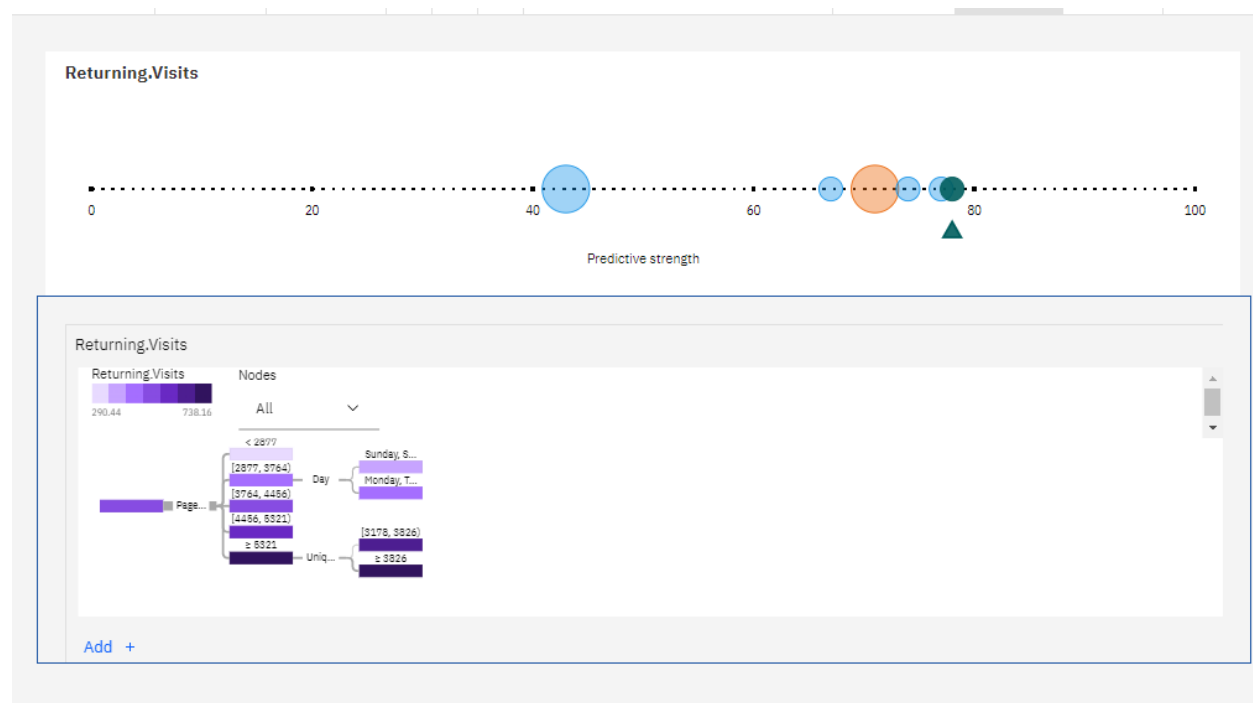 Returning.Visits
0 20 40 60 80 100
Predictive strength
Returning.Visits
Returning.Visits Nodes
290.44 738.16 All
< 2877
Sunday, S...
[2877, 3764)
Day Monday, T...
[3764, 4456)
Page...
[4456, 5321)
[3178, 3826)
≥ 5321
Uniq... ≥ 3826
Add +